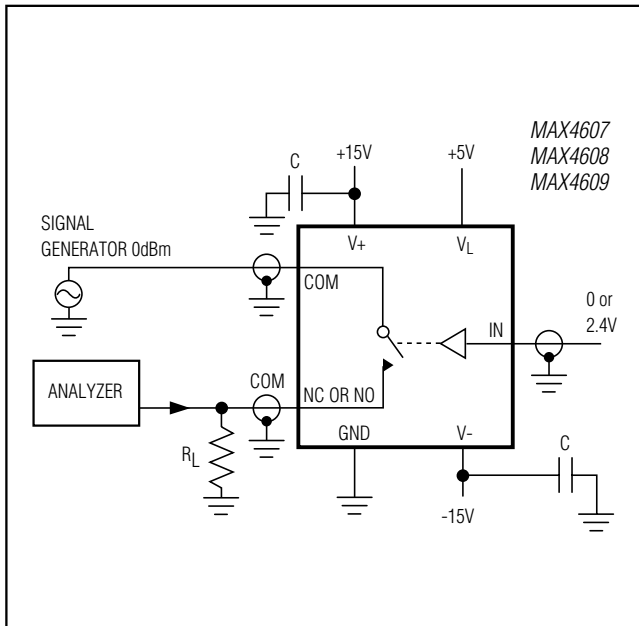 MAX4607
MAX4608
MAX4609
+15V
+5V
C
SIGNAL
GENERATOR 0dBm
V+
VL
COM
0 or
2.4V
IN
ANALYZER
COM
NC OR NO
GND
V-
C
RL
-15V